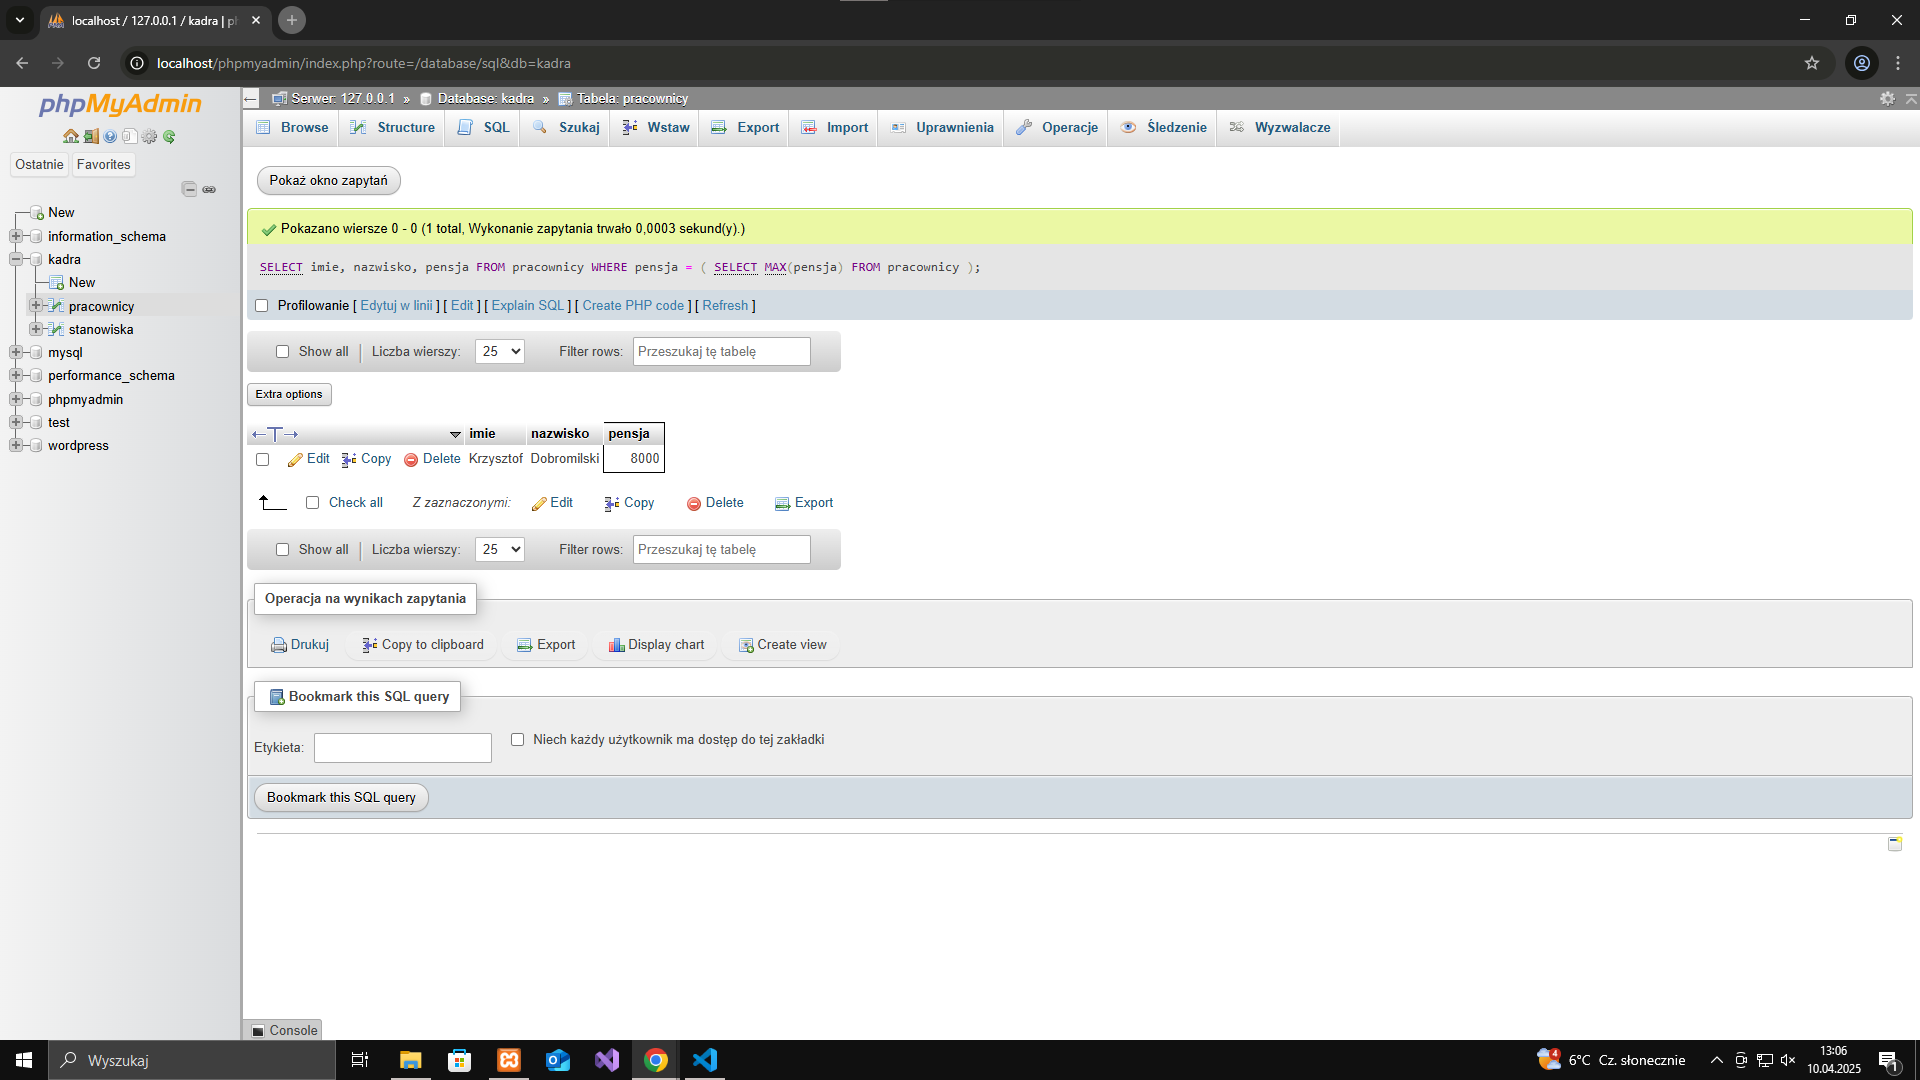 localhost / 127.0.0.1 / kadra | ph
localhost/phpmyadmin/index.php?route=/database/sql&db=kadra
phpMyAdmin
Ostatnie Favorites
New
information_schema
kadra
New
pracownicy
stanowiska
mysql
performance_schema
phpmyadmin
test
wordpress
Serwer: 127.0.0.1 » Database: kadra » Tabela: pracownicy
Browse Structure SQL Szukaj Wstaw Export Import Uprawnienia Operacje Śledzenie Wyzwalacze
Pokaż okno zapytań
Pokazano wiersze 0 - 0 (1 total, Wykonanie zapytania trwało 0,0003 sekund(y).)
SELECT imie, nazwisko, pensja FROM pracownicy WHERE pensja = ( SELECT MAX(pensja) FROM pracownicy );
Profilowanie [ Edytuj w linii ] [ Edit ] [ Explain SQL ] [ Create PHP code ] [ Refresh ]
Show all | Liczba wierszy: 25 Filter rows: Przeszukaj tę tabelę
Extra options
imie nazwisko pensja
Edit Copy Delete Krzysztof Dobromilski 8000
Check all Z zaznaczonymi: Edit Copy Delete Export
Show all | Liczba wierszy: 25 Filter rows: Przeszukaj tę tabelę
Operacja na wynikach zapytania
Drukuj Copy to clipboard Export Display chart Create view
Bookmark this SQL query
Etykieta: Niech każdy użytkownik ma dostęp do tej zakładki
Bookmark this SQL query
Console
Wyszukaj
4
6°C Cz. słonecznie
13:06
10.04.2025
1